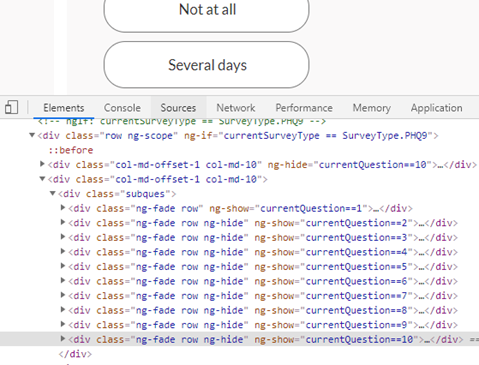 Not at all
Several days
Elements Console Sources Network Performance Memory Application
<!-- ngIf: currentSurveyType == SurveyType.PHQ9 -->
▼<div class="row ng-scope" ng-if="currentSurveyType == SurveyType.PHQ9">
::before
▶<div class="col-md-offset-1 col-md-10" ng-hide="currentQuestion==10">…</div>
▼<div class="col-md-offset-1 col-md-10">
▼<div class="subques">
▶<div class="ng-fade row" ng-show="currentQuestion==1">…</div>
▶<div class="ng-fade row ng-hide" ng-show="currentQuestion==2">…</div>
▶<div class="ng-fade row ng-hide" ng-show="currentQuestion==3">…</div>
▶<div class="ng-fade row ng-hide" ng-show="currentQuestion==4">…</div>
▶<div class="ng-fade row ng-hide" ng-show="currentQuestion==5">…</div>
▶<div class="ng-fade row ng-hide" ng-show="currentQuestion==6">…</div>
▶<div class="ng-fade row ng-hide" ng-show="currentQuestion==7">…</div>
▶<div class="ng-fade row ng-hide" ng-show="currentQuestion==8">…</div>
▶<div class="ng-fade row ng-hide" ng-show="currentQuestion==9">…</div>
▶<div class="ng-fade row ng-hide" ng-show="currentQuestion==10">…</div> ==
</div>